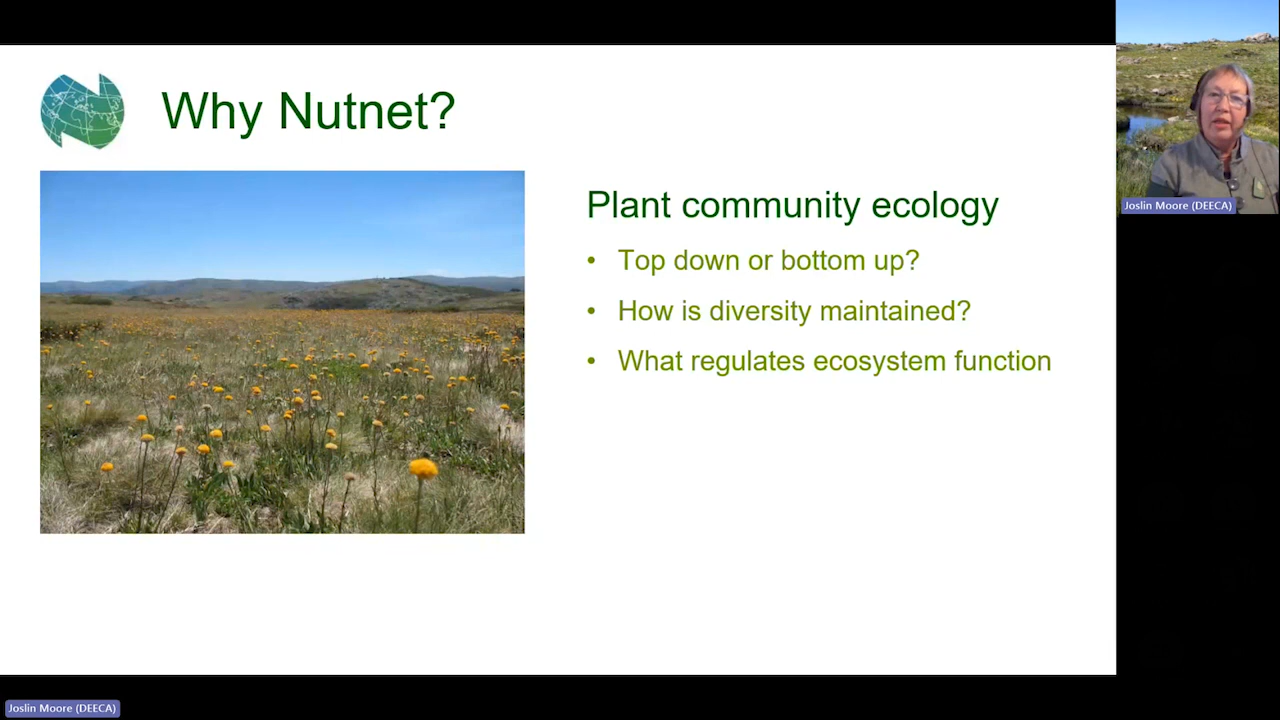 Why Nutnet?
Plant community ecology
• Top down or bottom up?
• How is diversity maintained?
• What regulates ecosystem function
Joslin Moore (DEECA)
Joslin Moore (DEECA)